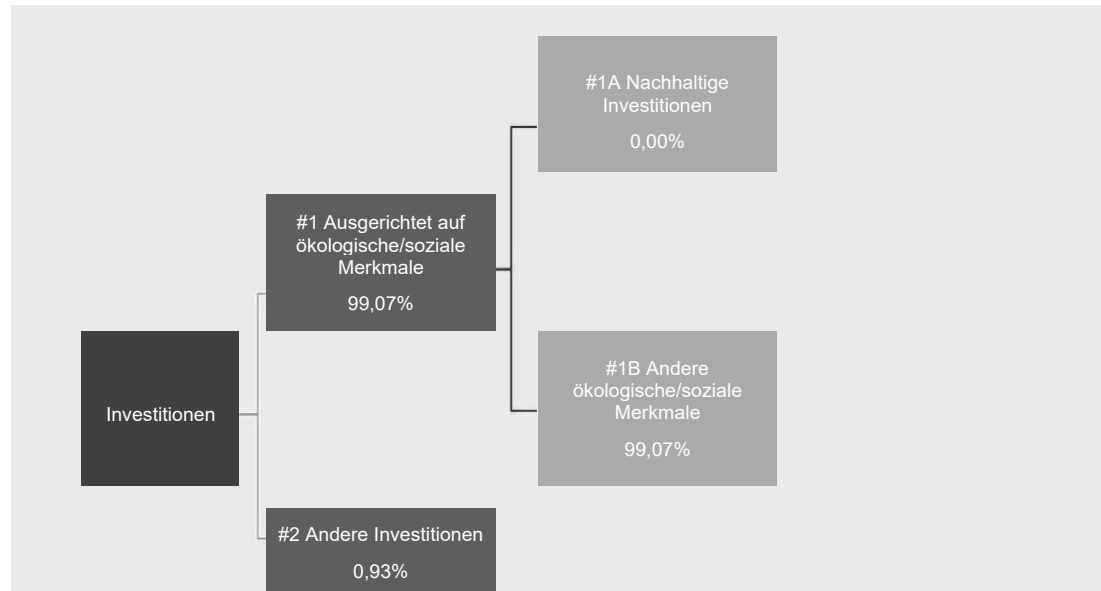 #1A Nachhaltige
Investitionen
0,00%
#1 Ausgerichtet auf
ökologische/soziale
Merkmale
99,07%
#1B Andere
ökologische/soziale
Merkmale
99,07%
Investitionen
#2 Andere Investitionen
0,93%